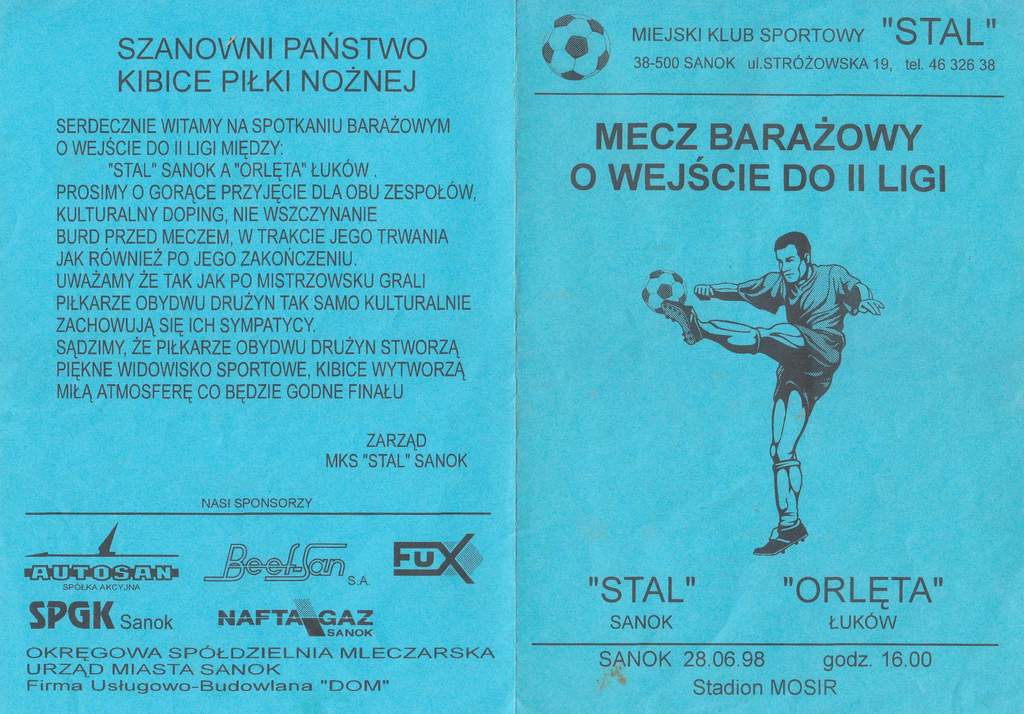 SZANOWNI PAŃSTWO
KIBICE PIŁKI NOŻNEJ
SERDECZNIE WITAMY NA SPOTKANIU BARAŻOWYM
O WEJŚCIE DO II LIGI MIĘDZY:
"STAL" SANOK A "ORLĘTA" ŁUKÓW .
PROSIMY O GORĄCE PRZYJĘCIE DLA OBU ZESPOŁÓW,
KULTURALNY DOPING, NIE WSZCZYNANIE
BURD PRZED MECZEM, W TRAKCIE JEGO TRWANIA
JAK RÓWNIEŻ PO JEGO ZAKOŃCZENIU.
UWAŻAMY ŻE TAK JAK PO MISTRZOWSKU GRALI
PIŁKARZE OBYDWU DRUŻYN TAK SAMO KULTURALNIE
ZACHOWUJĄ SIĘ ICH SYMPATYCY.
SĄDZIMY, ŻE PIŁKARZE OBYDWU DRUŻYN STWORZĄ
PIĘKNE WIDOWISKO SPORTOWE, KIBICE WYTWORZĄ
MIŁĄ ATMOSFERĘ CO BĘDZIE GODNE FINAŁU
ZARZĄD
MKS "STAL" SANOK
NASI SPONSORZY
AUTOSAN
SPÓŁKA AKCYJNA
BeefSan S.A.
FUX
SPGK Sanok
NAFTA GAZ
SANOK
OKRĘGOWA SPÓŁDZIELNIA MLECZARSKA
URZĄD MIASTA SANOK
Firma Usługowo-Budowlana "DOM"
MIEJSKI KLUB SPORTOWY "STAL"
38-500 SANOK ul.STRÓŻOWSKA 19, tel. 46 326 38
MECZ BARAŻOWY
O WEJŚCIE DO II LIGI
"STAL" "ORLĘTA"
SANOK ŁUKÓW
SANOK 28.06.98 godz. 16.00
Stadion MOSIR